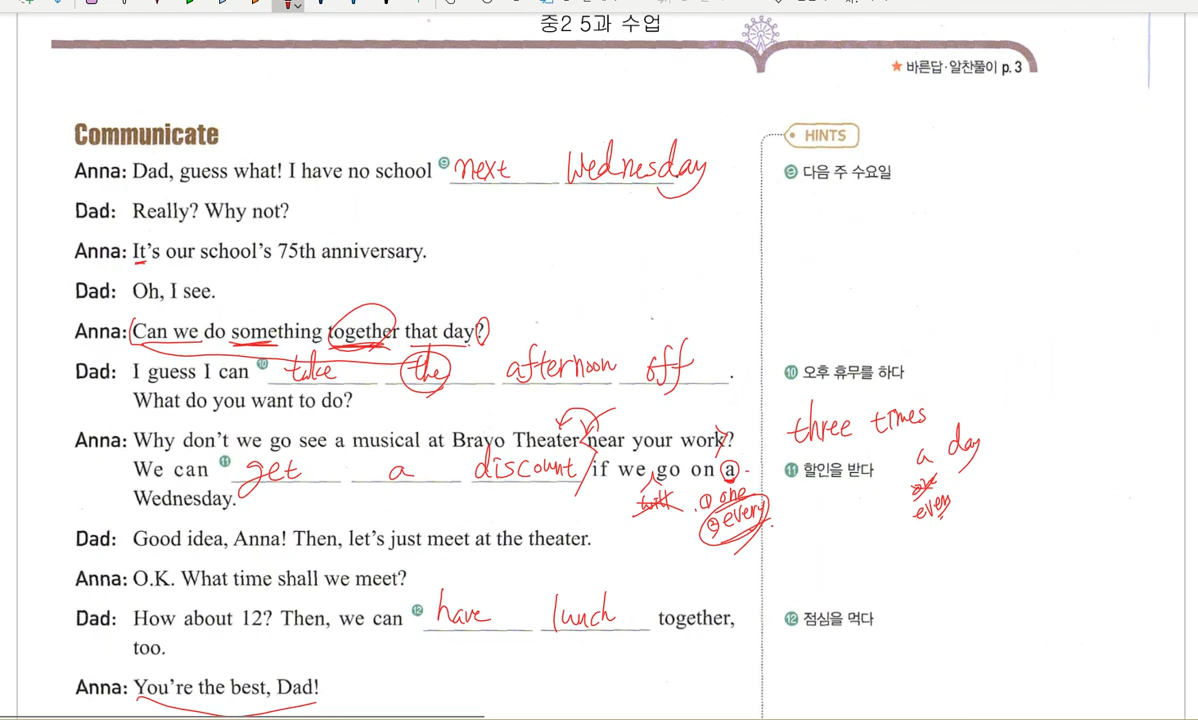 중2 5과 수업
★ 바른답·알찬풀이 p. 3
Communicate
HINTS
Anna: Dad, guess what! I have no school ⑨ next Wednesday
⑨ 다음 주 수요일
Dad: Really? Why not?
Anna: It's our school's 75th anniversary.
Dad: Oh, I see.
Anna: Can we do something together that day?
Dad: I guess I can ⑩ take the afternoon off .
⑩ 오후 휴무를 하다
What do you want to do?
three times
a day
Anna: Why don't we go see a musical at Bravo Theater near your work?
We can ⑪ get a discount if we go on a
⑪ 할인을 받다
① one
② every
every
Wednesday.
Dad: Good idea, Anna! Then, let's just meet at the theater.
Anna: O.K. What time shall we meet?
Dad: How about 12? Then, we can ⑫ have lunch together,
⑫ 점심을 먹다
too.
Anna: You're the best, Dad!